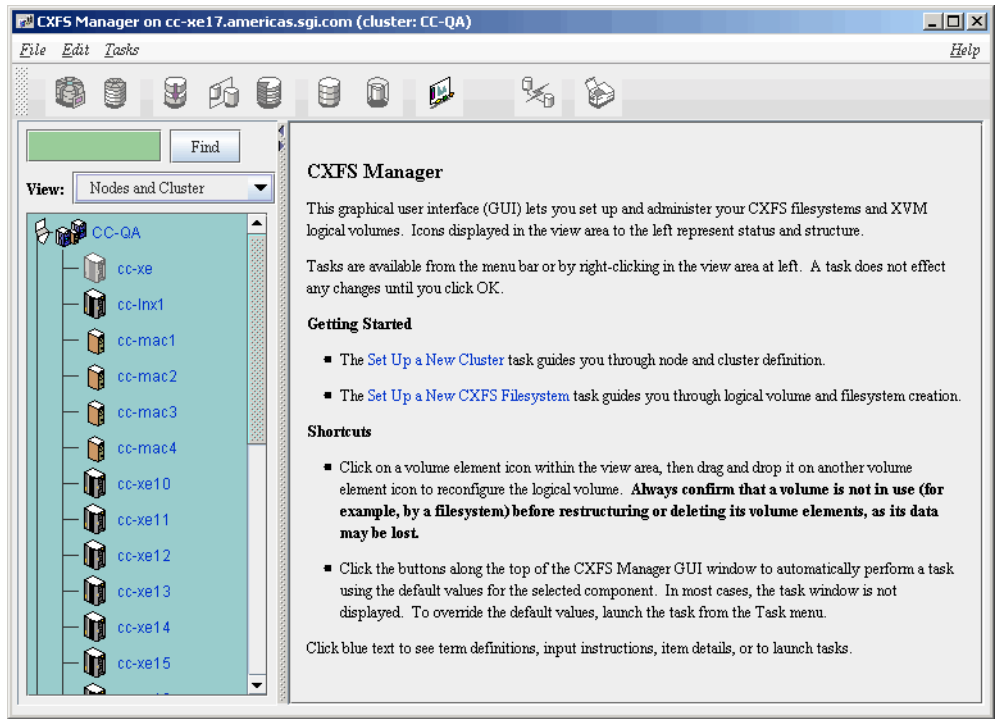 CXFS Manager on cc-xe17.americas.sgi.com (cluster: CC-QA)
File Edit Tasks Help
Find
View: Nodes and Cluster
CC-QA
cc-xe
cc-lnx1
cc-mac1
cc-mac2
cc-mac3
cc-mac4
cc-xe10
cc-xe11
cc-xe12
cc-xe13
cc-xe14
cc-xe15
CXFS Manager
This graphical user interface (GUI) lets you set up and administer your CXFS filesystems and XVM
logical volumes. Icons displayed in the view area to the left represent status and structure.
Tasks are available from the menu bar or by right-clicking in the view area at left. A task does not effect
any changes until you click OK.
Getting Started
The Set Up a New Cluster task guides you through node and cluster definition.
The Set Up a New CXFS Filesystem task guides you through logical volume and filesystem creation.
Shortcuts
Click on a volume element icon within the view area, then drag and drop it on another volume
element icon to reconfigure the logical volume. Always confirm that a volume is not in use (for
example, by a filesystem) before restructuring or deleting its volume elements, as its data
may be lost.
Click the buttons along the top of the CXFS Manager GUI window to automatically perform a task
using the default values for the selected component. In most cases, the task window is not
displayed. To override the default values, launch the task from the Task menu.
Click blue text to see term definitions, input instructions, item details, or to launch tasks.